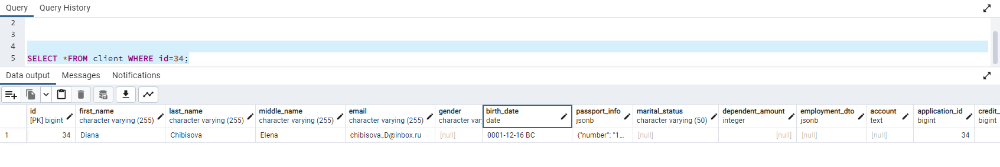 Query Query History
2
3
4
5 SELECT *FROM client WHERE id=34;
Data output Messages Notifications
id first_name last_name middle_name email gender birth_date passport_info marital_status dependent_amount employment_dto account application_id credit_
[PK] bigint character varying (255) character varying (255) character varying (255) character varying (255) character var date jsonb character varying (50) integer jsonb text bigint bigint
1 34 Diana Chibisova Elena chibisova_D@inbox.ru [null] 0001-12-16 BC {"number": "1... [null] [null] [null] [null] 34